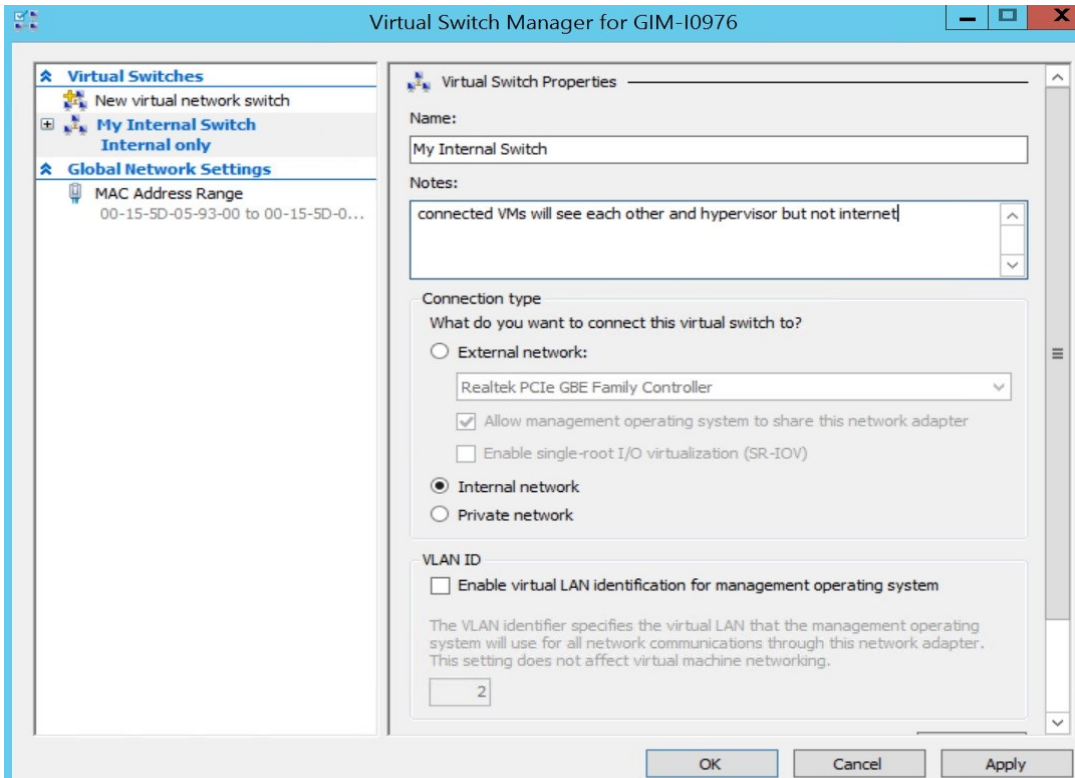 Virtual Switch Manager for GIM-I0976
Virtual Switches
New virtual network switch
My Internal Switch
Internal only
Global Network Settings
MAC Address Range
00-15-5D-05-93-00 to 00-15-5D-0...
Virtual Switch Properties
Name:
My Internal Switch
Notes:
connected VMs will see each other and hypervisor but not internet
Connection type
What do you want to connect this virtual switch to?
External network:
Realtek PCIe GBE Family Controller
Allow management operating system to share this network adapter
Enable single-root I/O virtualization (SR-IOV)
Internal network
Private network
VLAN ID
Enable virtual LAN identification for management operating system
The VLAN identifier specifies the virtual LAN that the management operating
system will use for all network communications through this network adapter.
This setting does not affect virtual machine networking.
2
OK
Cancel
Apply